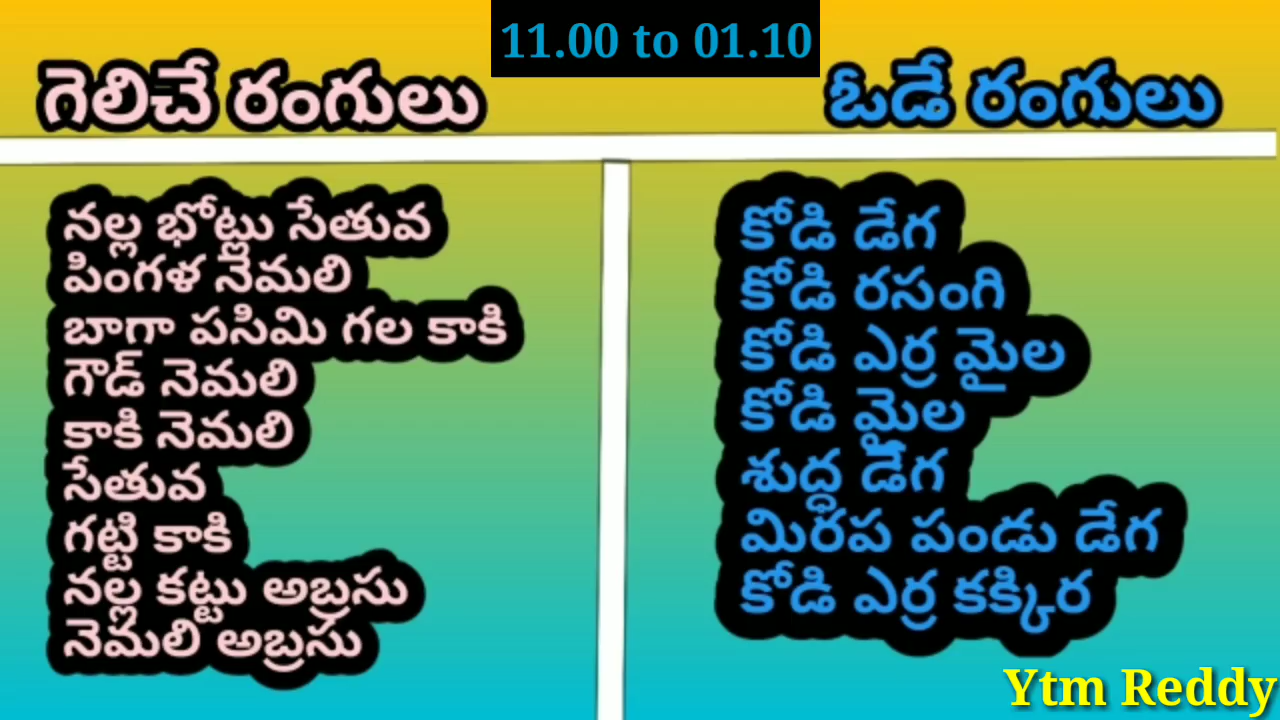 11.00 to 01.10
గెలిచే రంగులు
ఓడే రంగులు
నల్ల భోట్లు సేతువ
పింగళ నెమలి
బాగా పసిమి గల కాకి
గౌడ్ నెమలి
కాకి నెమలి
సేతువ
గట్టి కాకి
నల్ల కట్టు అబ్రసు
నెమలి అబ్రసు
కోడి డేగ
కోడి రసంగి
కోడి ఎర్ర మైల
కోడి మైల
శుద్ధ డేగ
మిరప పండు డేగ
కోడి ఎర్ర కక్కిర
Ytm Reddy